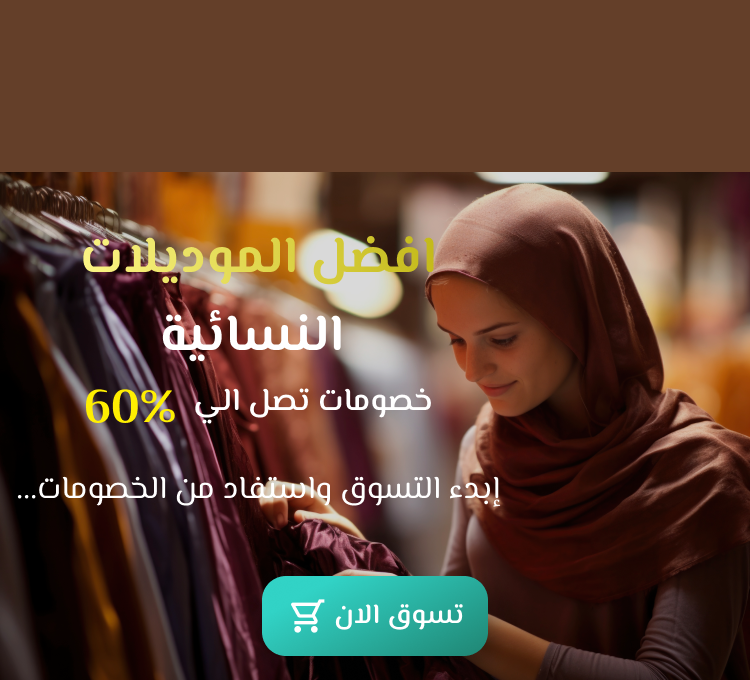 افضل الموديلات
النسائية
خصومات تصل الي 60%
إبدء التسوق واستفاد من الخصومات...
تسوق الان